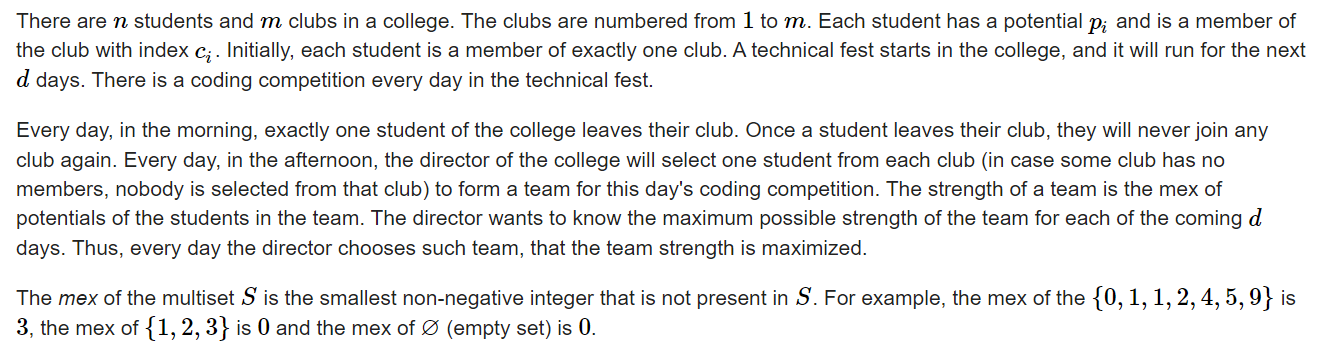 There are n students and m clubs in a college. The clubs are numbered from 1 to m. Each student has a potential p_i and is a member of
the club with index c_i. Initially, each student is a member of exactly one club. A technical fest starts in the college, and it will run for the next
d days. There is a coding competition every day in the technical fest.
Every day, in the morning, exactly one student of the college leaves their club. Once a student leaves their club, they will never join any
club again. Every day, in the afternoon, the director of the college will select one student from each club (in case some club has no
members, nobody is selected from that club) to form a team for this day's coding competition. The strength of a team is the mex of
potentials of the students in the team. The director wants to know the maximum possible strength of the team for each of the coming d
days. Thus, every day the director chooses such team, that the team strength is maximized.
The mex of the multiset S is the smallest non-negative integer that is not present in S. For example, the mex of the {0, 1, 1, 2, 4, 5, 9} is
3, the mex of {1, 2, 3} is 0 and the mex of ∅ (empty set) is 0.